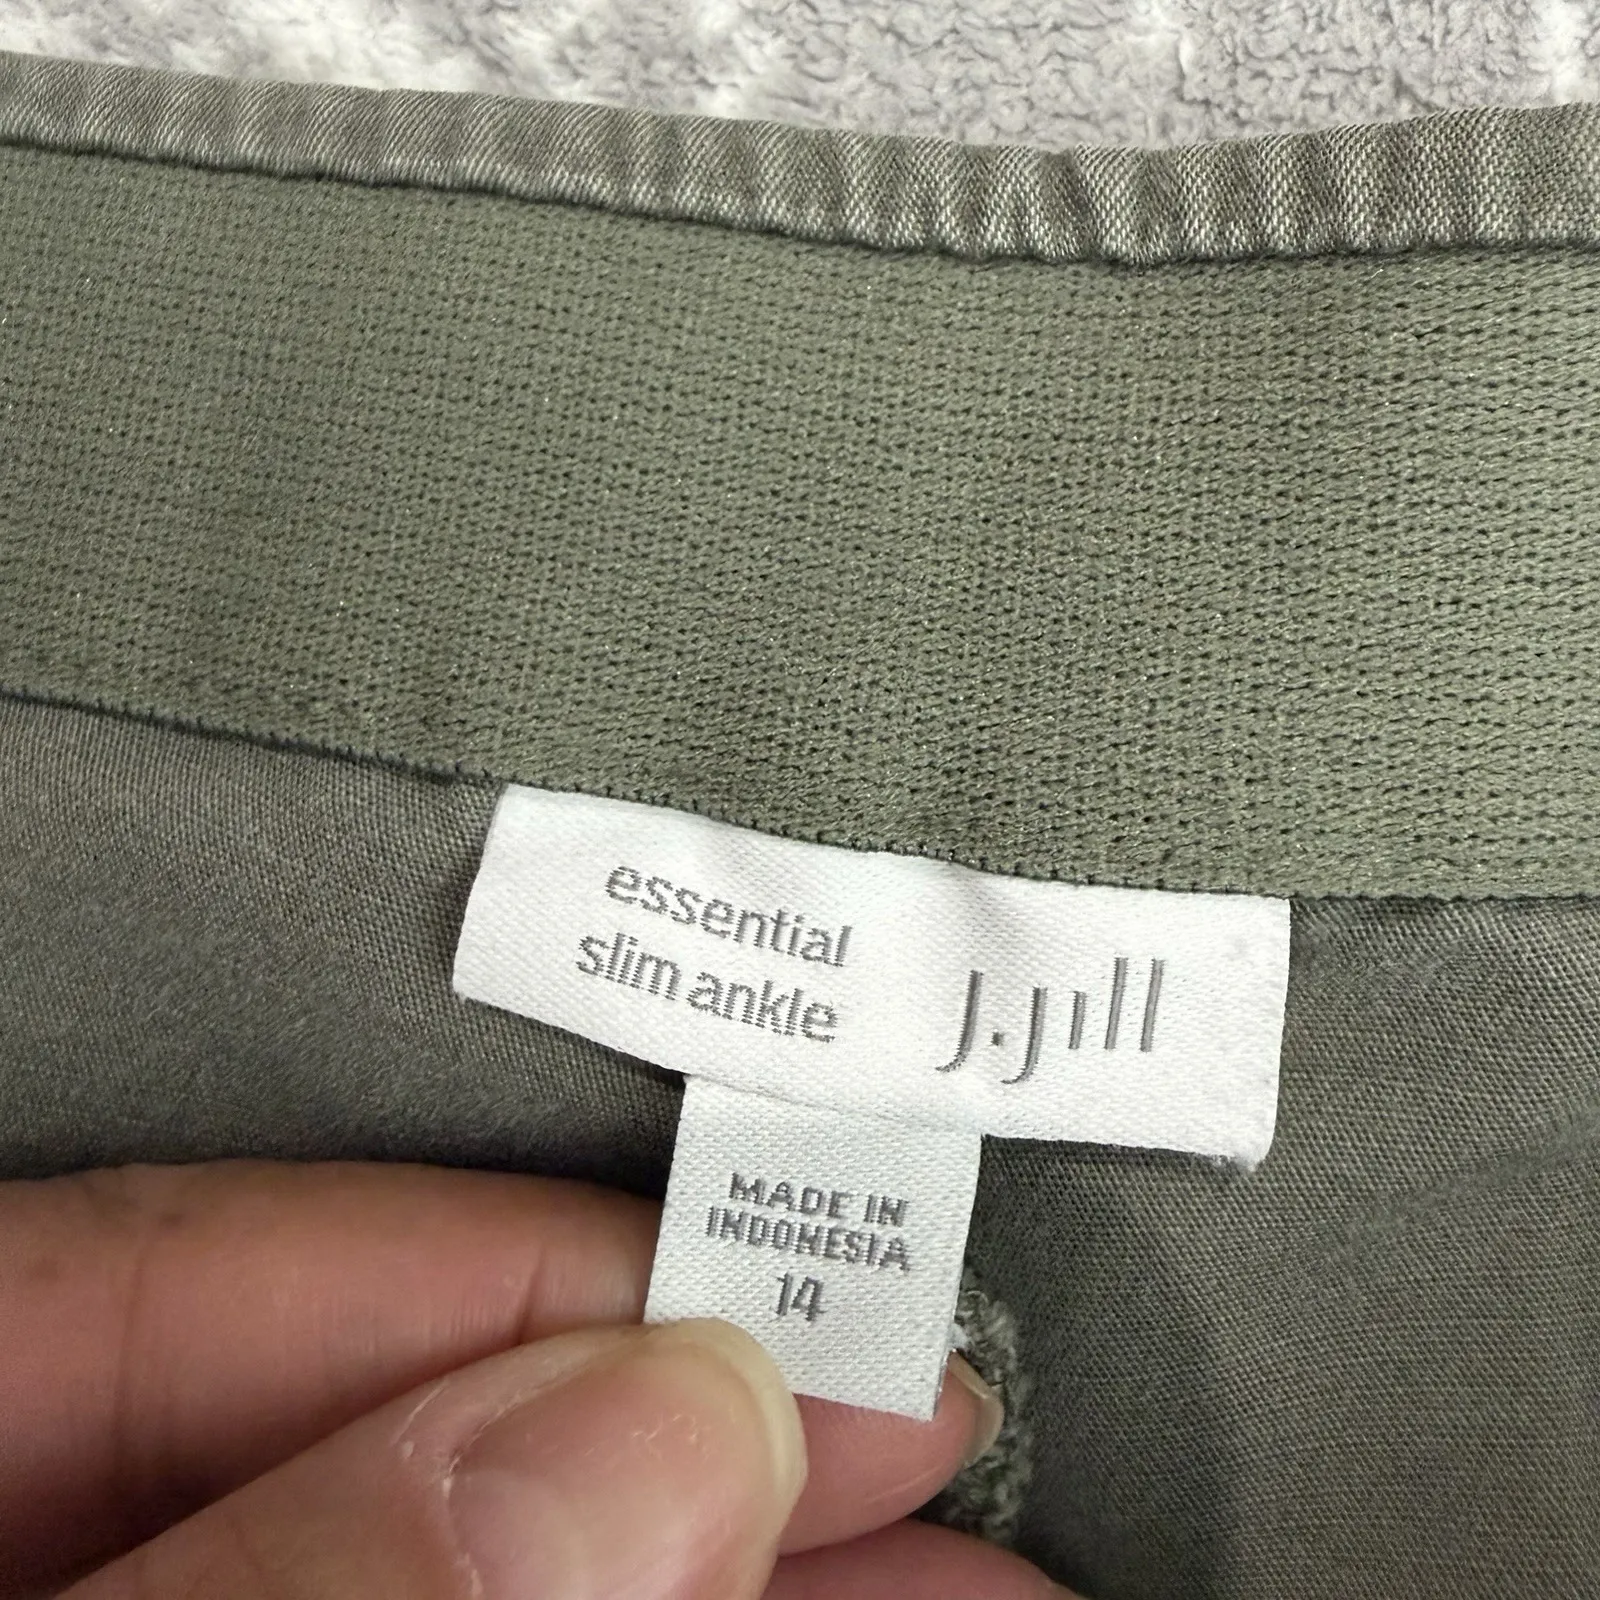 essential
slim ankle
J.Jill
MADE IN
INDONESIA
14